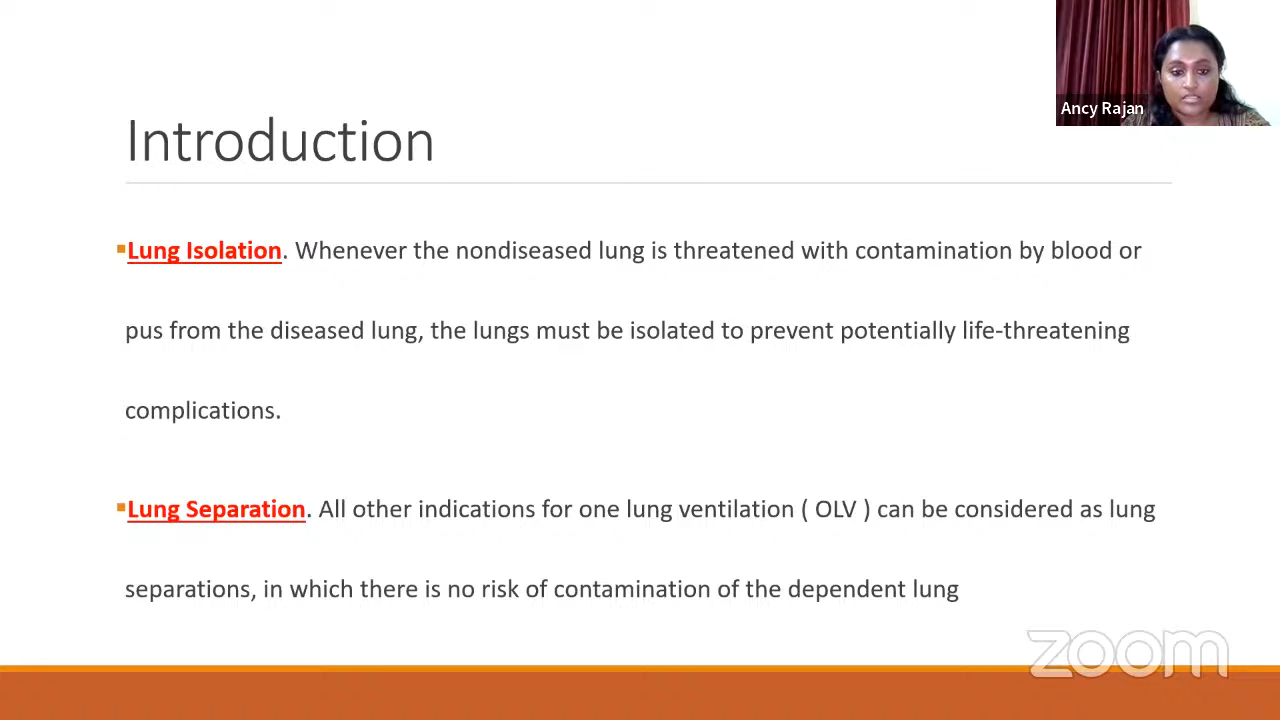 Ancy Rajan
Introduction
Lung Isolation. Whenever the nondiseased lung is threatened with contamination by blood or
pus from the diseased lung, the lungs must be isolated to prevent potentially life-threatening
complications.
Lung Separation. All other indications for one lung ventilation ( OLV ) can be considered as lung
separations, in which there is no risk of contamination of the dependent lung
zoom